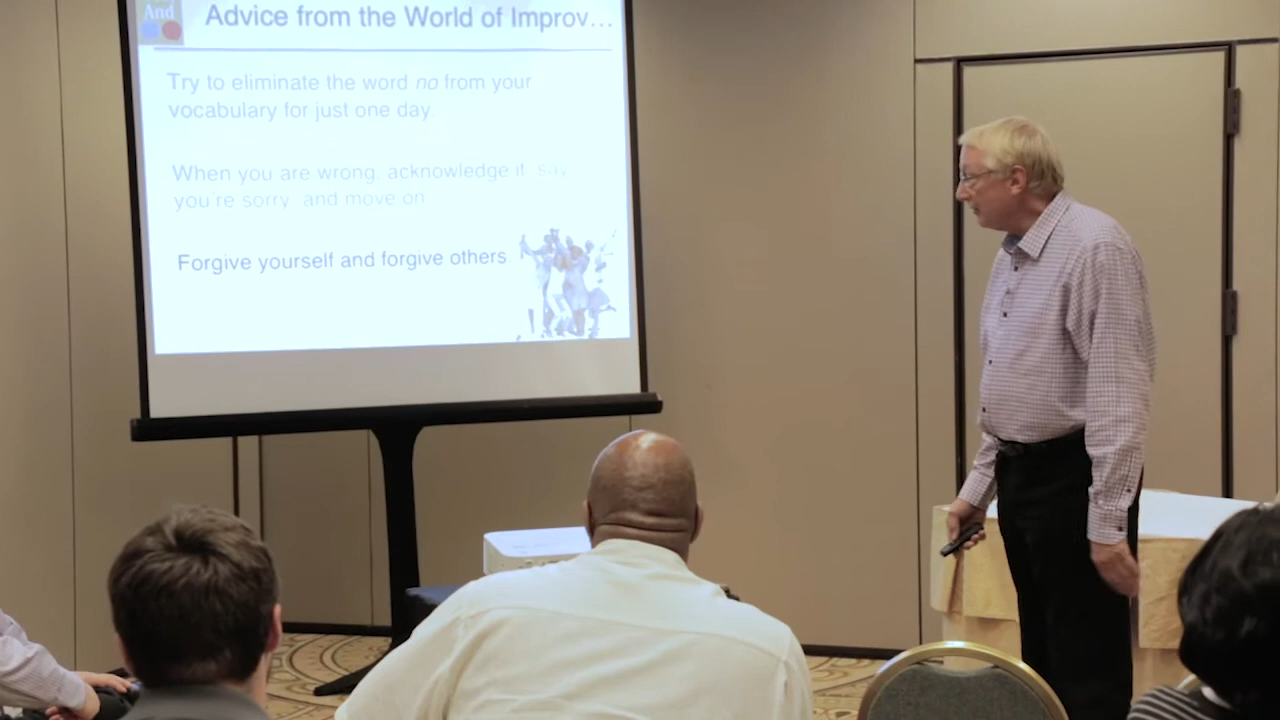 And
Advice from the World of Improv...
Try to eliminate the word no from your
vocabulary for just one day.
When you are wrong, acknowledge it, say
you're sorry, and move on
Forgive yourself and forgive others